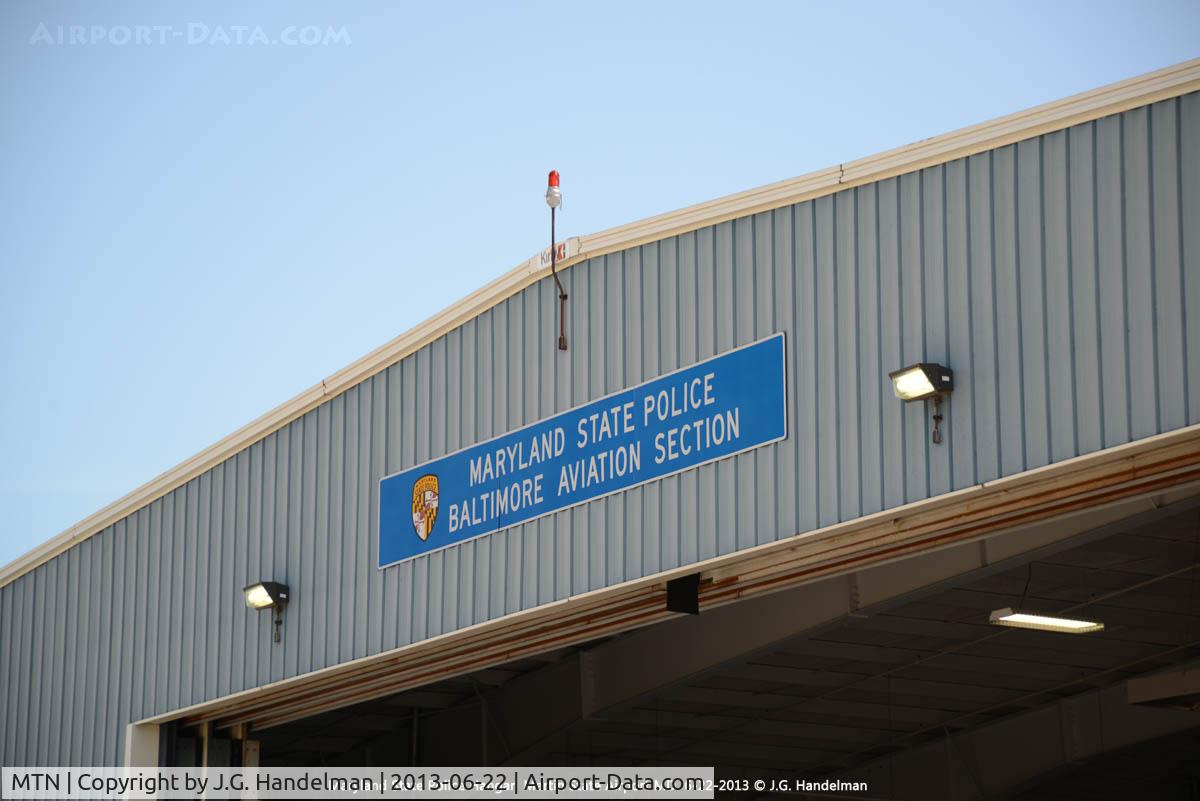 AIRPORT-DATA.COM
MARYLAND STATE POLICE
BALTIMORE AVIATION SECTION
MTN | Copyright by J.G. Handelman | 2013-06-22 | Airport-Data.com
2-2013 © J.G. Handelman